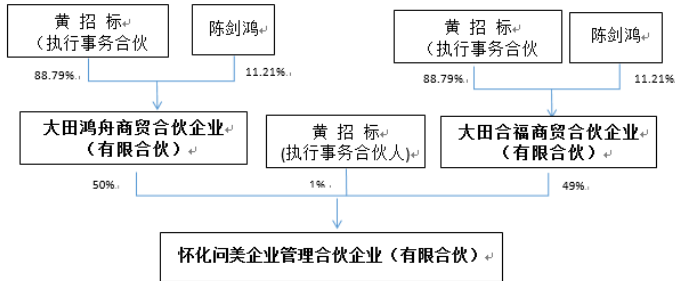 黄 招 标
（执行事务合伙
陈剑鸿
黄 招 标
（执行事务合伙
陈剑鸿
88.79%
11.21%
88.79%
11.21%
大田鸿舟商贸合伙企业
（有限合伙）
黄 招 标
(执行事务合伙人)
大田合福商贸合伙企业
（有限合伙）
50%
1%
49%
怀化问美企业管理合伙企业（有限合伙）